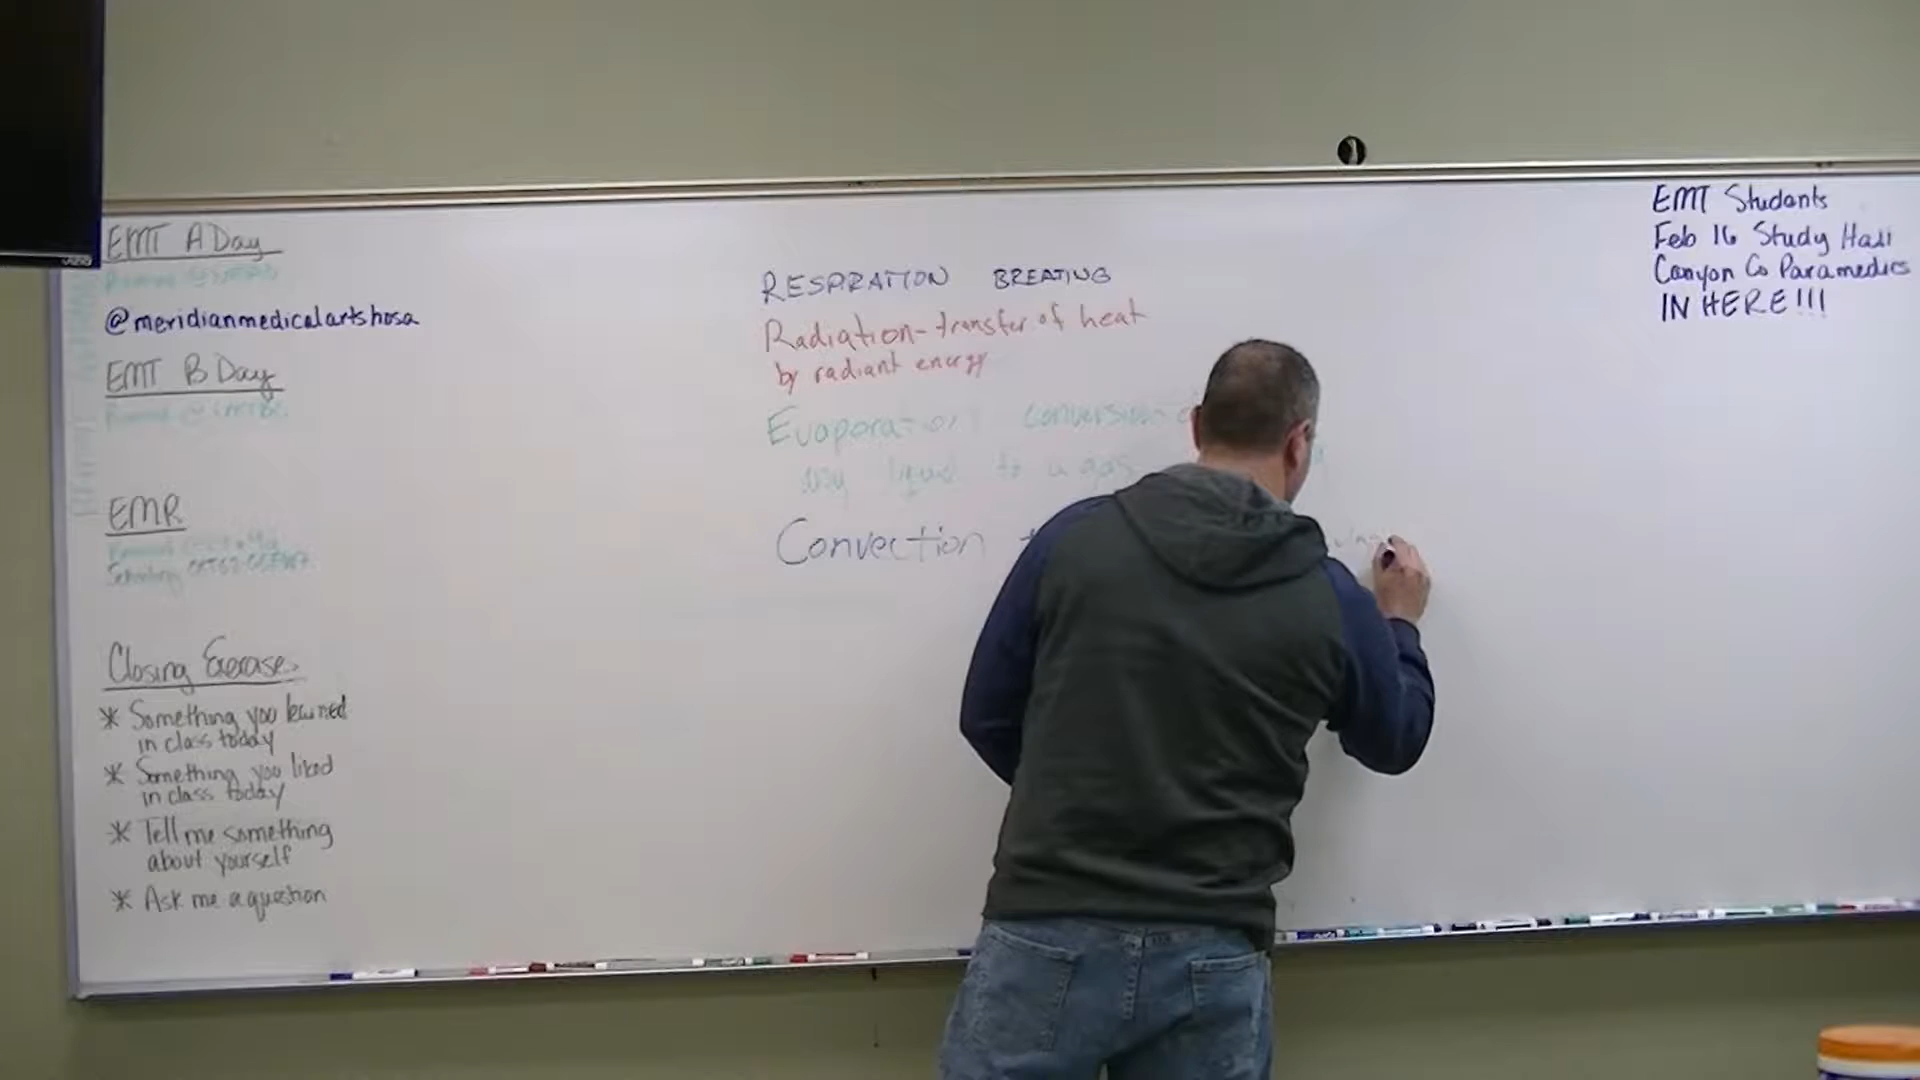 EMT A Day
@meridianmedicalartshosa
EMT B Day
EMR
Closing Exercises
* Something you learned
in class today
* Something you liked
in class today
* Tell me something
about yourself
* Ask me a question
RESPIRATION BREATING
Radiation - transfer of heat
by radiant energy
Evaporation conversion
any liquid to a gas
Convection
EMT Students
Feb 16 Study Hall
Canyon Co Paramedics
IN HERE!!!